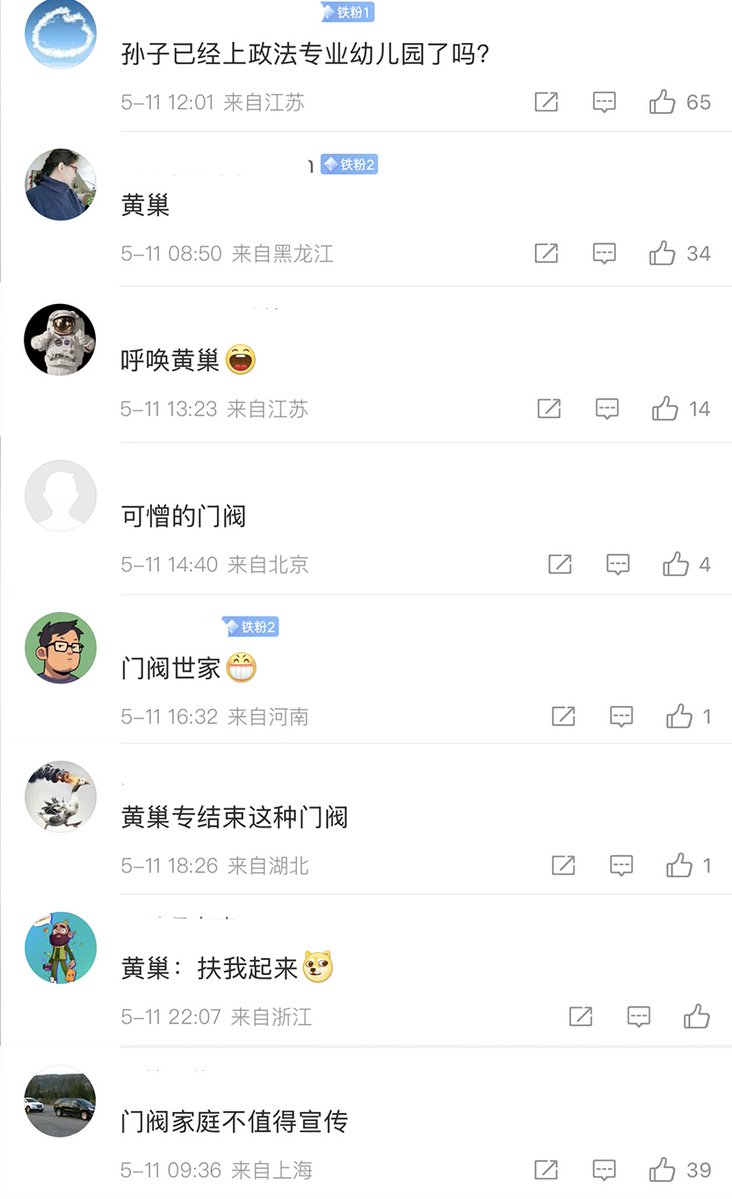 铁粉1
孙子已经上政法专业幼儿园了吗？
5-11 12:01 来自江苏
65
铁粉2
黄巢
5-11 08:50 来自黑龙江
34
呼唤黄巢
5-11 13:23 来自江苏
14
可憎的门阀
5-11 14:40 来自北京
4
铁粉2
门阀世家
5-11 16:32 来自河南
1
黄巢专结束这种门阀
5-11 18:26 来自湖北
1
黄巢：扶我起来
5-11 22:07 来自浙江
门阀家庭不值得宣传
5-11 09:36 来自上海
39